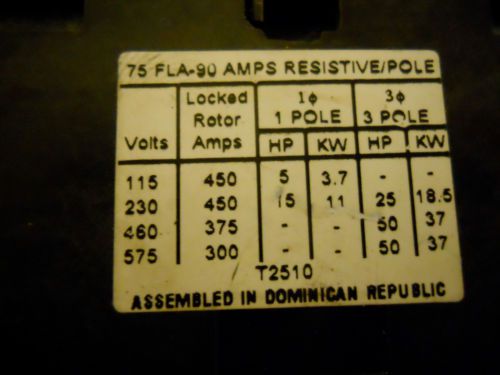 75 FLA-90 AMPS RESISTIVE/POLE
Volts Locked Rotor Amps 1ϕ 1 POLE 3ϕ 3 POLE
HP KW HP KW
115 450 5 3.7 - -
230 450 15 11 25 18.5
460 375 - - 50 37
575 300 - - 50 37
T2510
ASSEMBLED IN DOMINICAN REPUBLIC